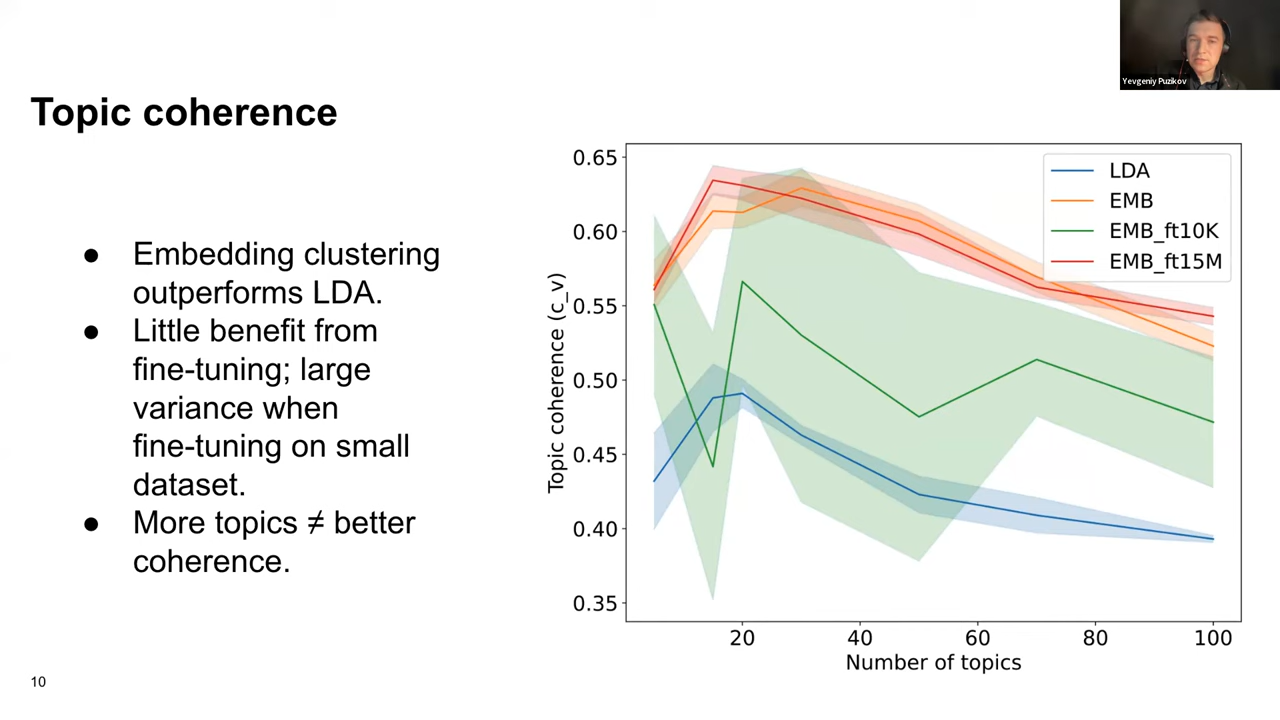 Yevgeniy Puzikov
Topic coherence
● Embedding clustering
outperforms LDA.
● Little benefit from
fine-tuning; large
variance when
fine-tuning on small
dataset.
● More topics ≠ better
coherence.
0.65
0.60
0.55
0.50
0.45
0.40
0.35
Topic coherence (c_v)
LDA
EMB
EMB_ft10K
EMB_ft15M
20 40 60 80 100
Number of topics
10